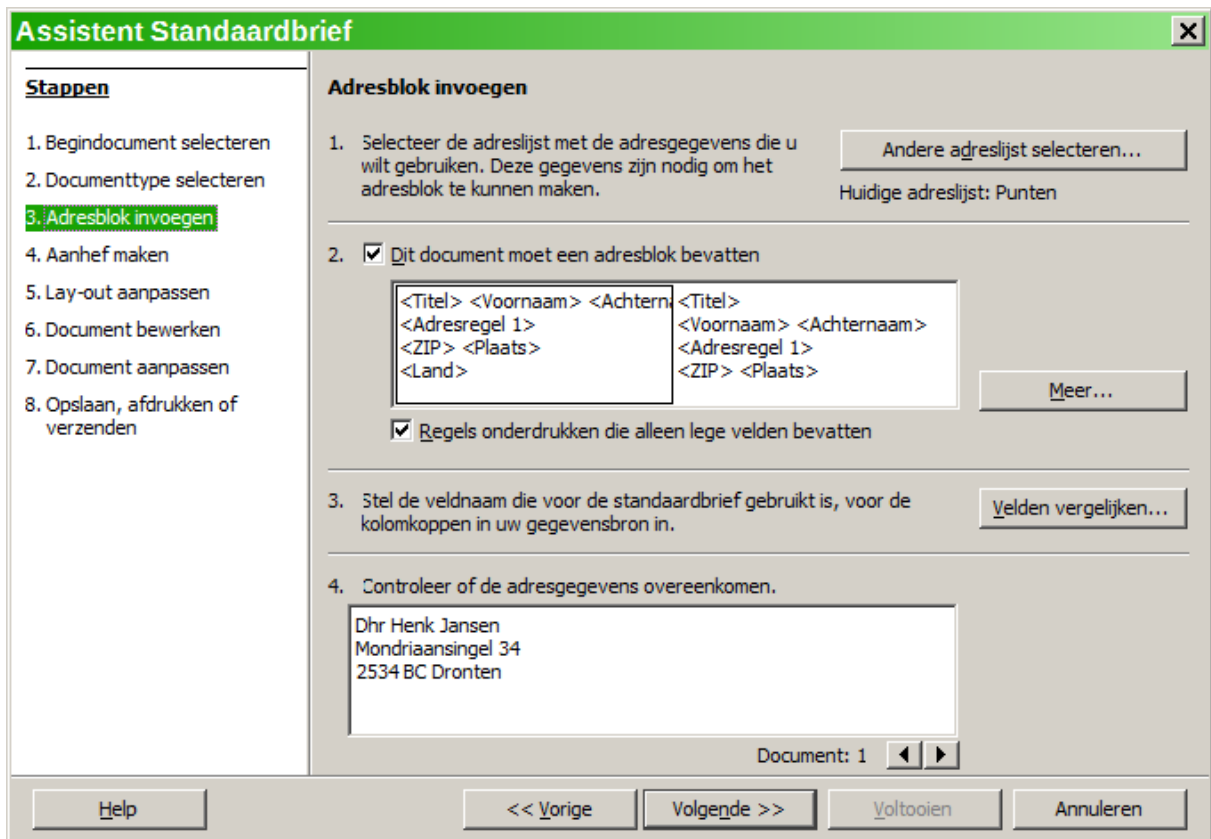 Assistent Standaardbrief
Stappen
1. Begindocument selecteren
2. Documenttype selecteren
3. Adresblok invoegen
4. Aanhef maken
5. Lay-out aanpassen
6. Document bewerken
7. Document aanpassen
8. Opslaan, afdrukken of
verzenden
Adresblok invoegen
1. Selecteer de adreslijst met de adresgegevens die u
wilt gebruiken. Deze gegevens zijn nodig om het
adresblok te kunnen maken.
Andere adreslijst selecteren...
Huidige adreslijst: Punten
2. Dit document moet een adresblok bevatten
<Titel> <Voornaam> <Achterna
<Adresregel 1>
<ZIP> <Plaats>
<Land>
<Titel>
<Voornaam> <Achternaam>
<Adresregel 1>
<ZIP> <Plaats>
Meer...
Regels onderdrukken die alleen lege velden bevatten
3. Stel de veldnaam die voor de standaardbrief gebruikt is, voor de
kolomkoppen in uw gegevensbron in.
Velden vergelijken...
4. Controleer of de adresgegevens overeenkomen.
Dhr Henk Jansen
Mondriaansingel 34
2534 BC Dronten
Document: 1
Help
<< Vorige
Volgende >>
Voltooien
Annuleren